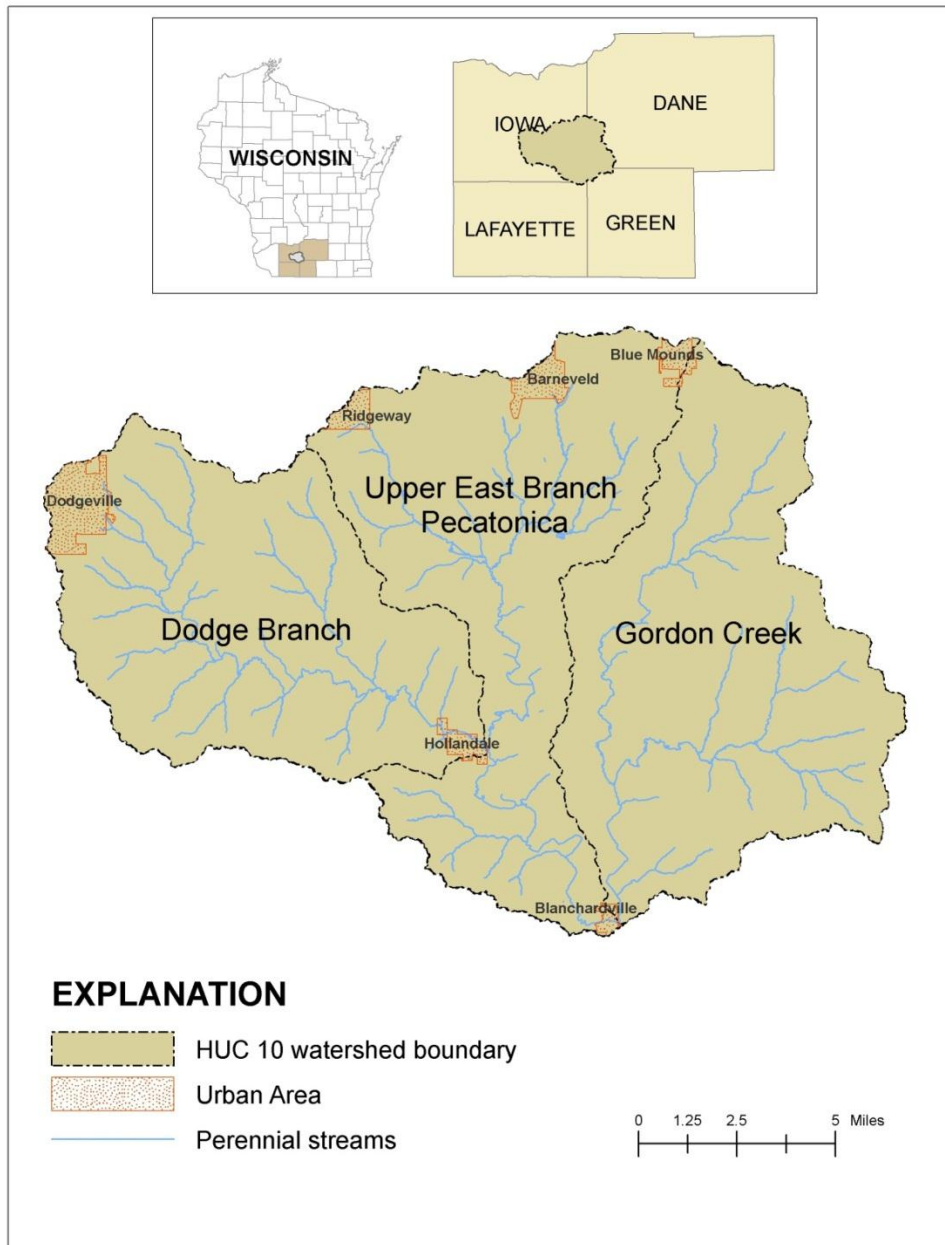 WISCONSIN
IOWA
DANE
LAFAYETTE
GREEN
Blue Mounds
Barneveld
Ridgeway
Upper East Branch
Pecatonica
Dodgeville
Dodge Branch
Gordon Creek
Hollandale
Blanchardville
EXPLANATION
HUC 10 watershed boundary
Urban Area
Perennial streams
0 1.25 2.5 5 Miles